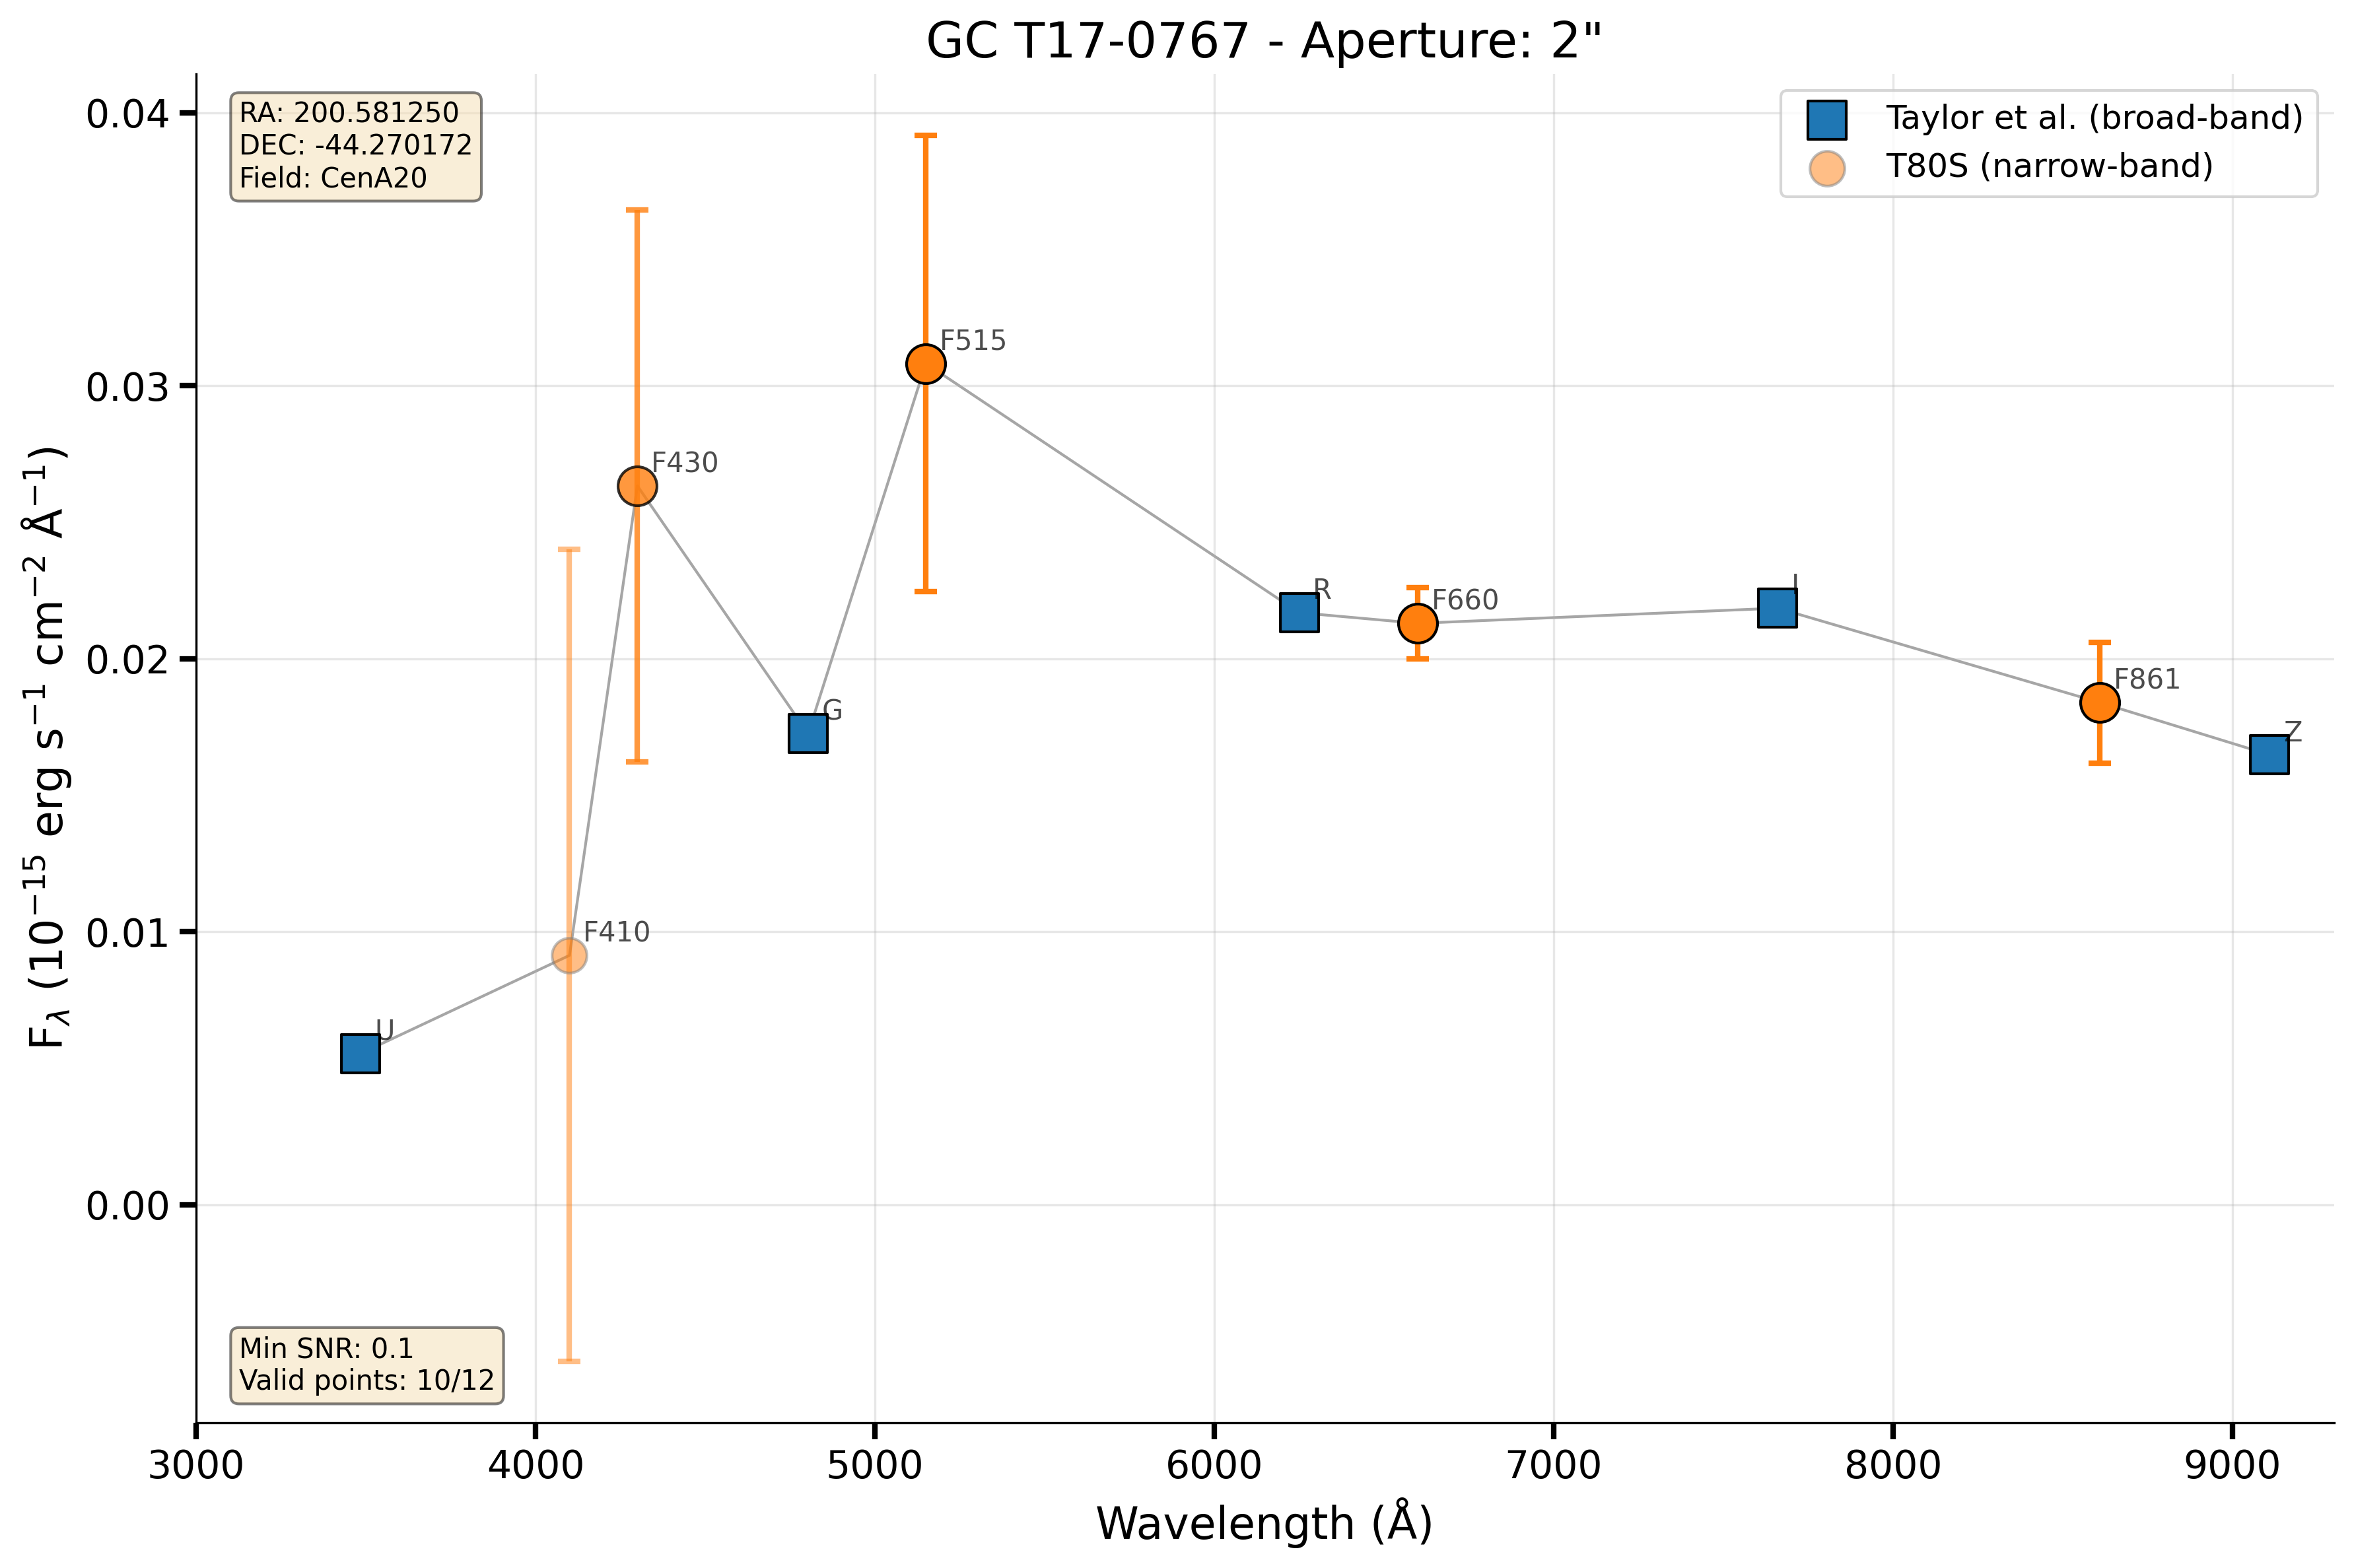 GC T17-0767 - Aperture: 2"
RA: 200.581250
DEC: -44.270172
Field: CenA20
Taylor et al. (broad-band)
T80S (narrow-band)
0.04
0.03
0.02
0.01
0.00
F515
F430
R
F660
I
F861
G
Z
F410
U
Min SNR: 0.1
Valid points: 10/12
3000
4000
5000
6000
7000
8000
9000
Wavelength (Å)
Fλ (10⁻¹⁵ erg s⁻¹ cm⁻² Å⁻¹)